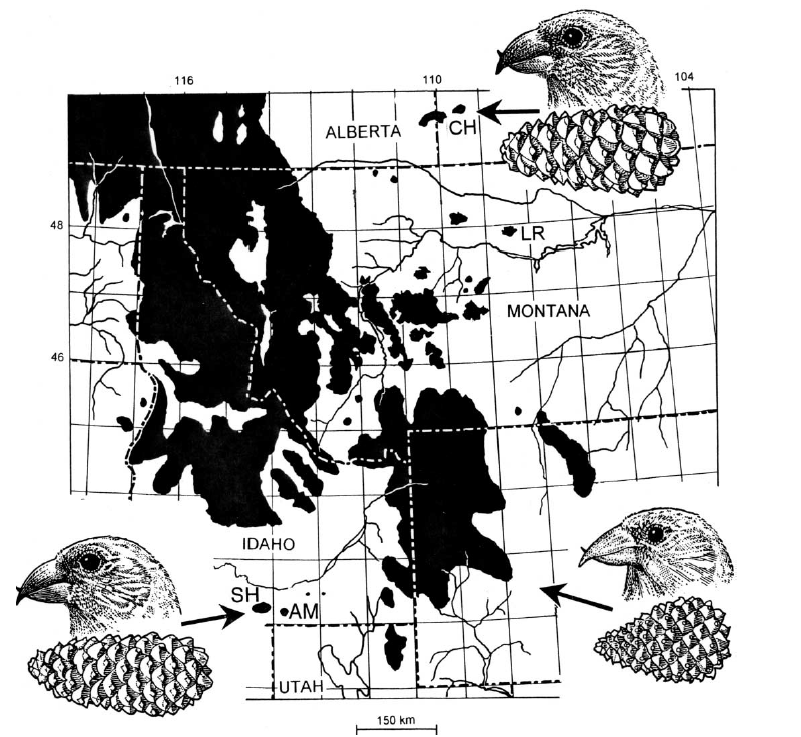 116
110
104
ALBERTA
CH
48
LR
MONTANA
46
IDAHO
SH
AM
UTAH
150 km